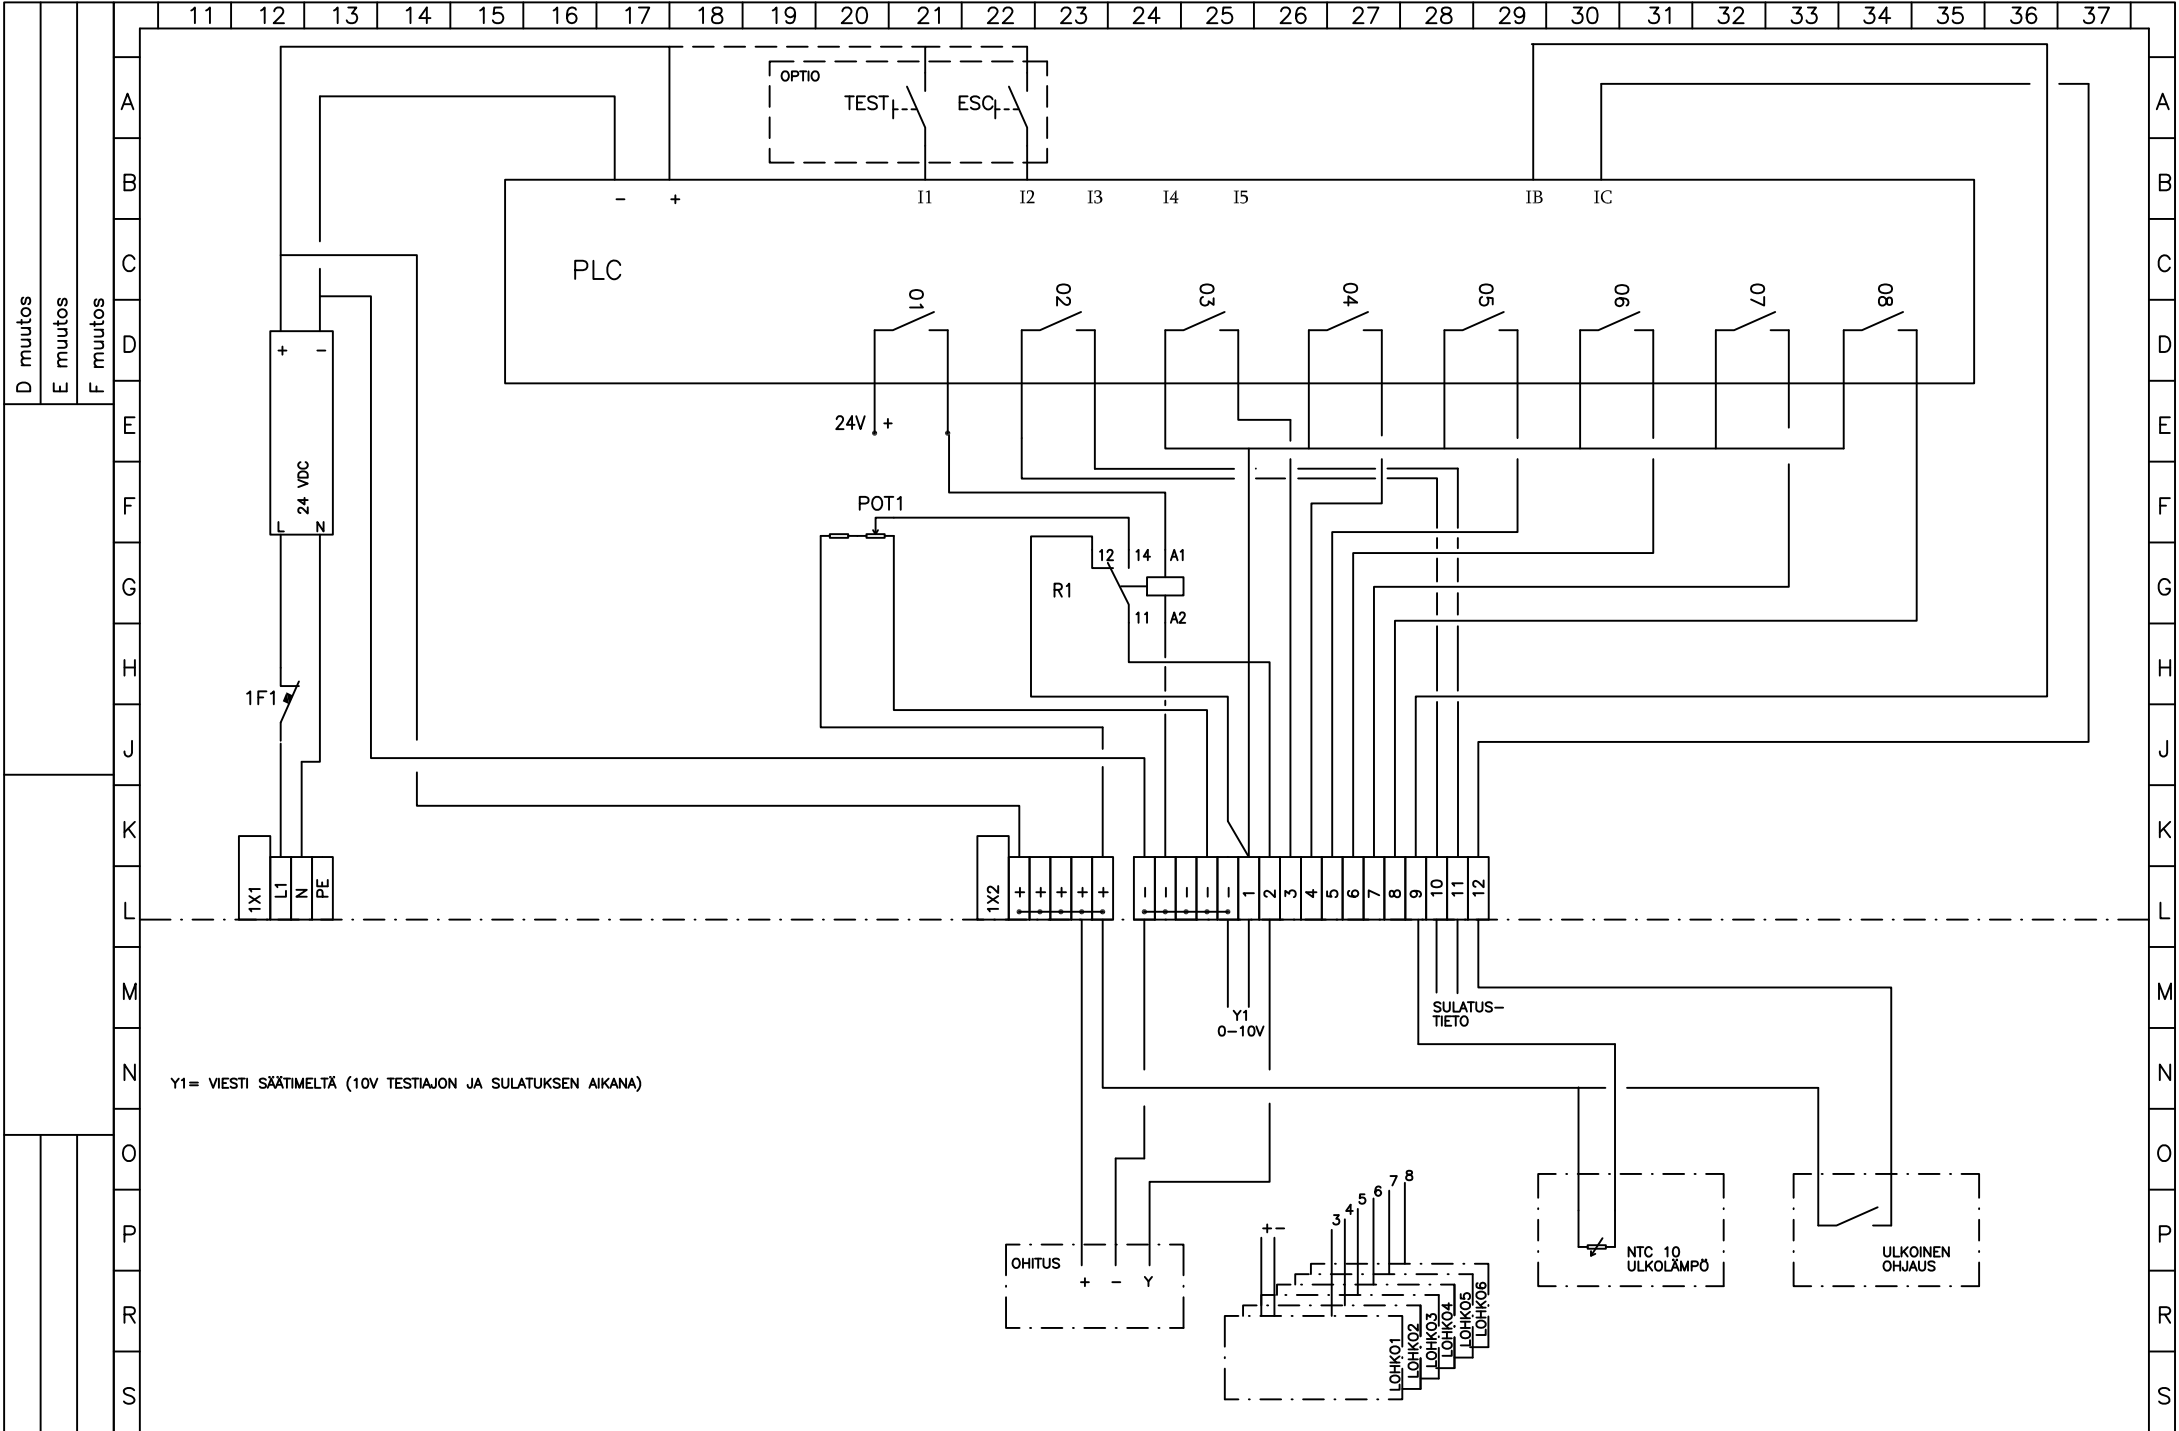 11 12 13 14 15 16 17 18 19 20 21 22 23 24 25 26 27 28 29 30 31 32 33 34 35 36 37
A
B
C
D
E
F
G
H
J
K
L
M
N
O
P
R
S
D muutos
E muutos
F muutos
OPTIO
TEST
ESC
- + I1 I2 I3 I4 I5 IB IC
PLC
01 02 03 04 05 06 07 08
+ -
24 VDC
L N
24V +
POT1
12 14 A1
R1
11 A2
1F1
1X1 L1 N PE
1X2 + + + + + - - - - - 1 2 3 4 5 6 7 8 9 10 11 12
Y1
0-10V
SULATUS-
TIETO
Y1= VIESTI SÄÄTIMELTÄ (10V TESTIAJON JA SULATUKSEN AIKANA)
OHITUS
+ - Y
+ -
3 4 5 6 7 8
LOHKO1
LOHKO2
LOHKO3
LOHKO4
LOHKO5
LOHKO6
NTC 10
ULKOLÄMPÖ
ULKOINEN
OHJAUS
A
B
C
D
E
F
G
H
J
K
L
M
N
O
P
R
S